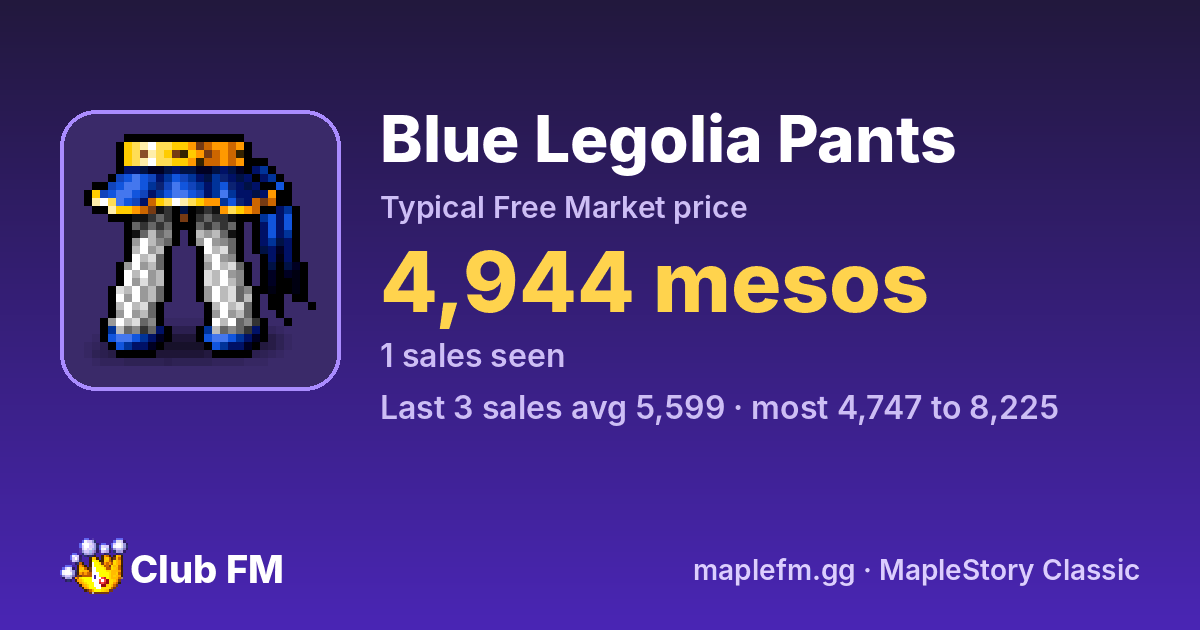 Blue Legolia Pants
Typical Free Market price
4,944 mesos
1 sales seen
Last 3 sales avg 5,599 · most 4,747 to 8,225
Club FM
maplefm.gg · MapleStory Classic